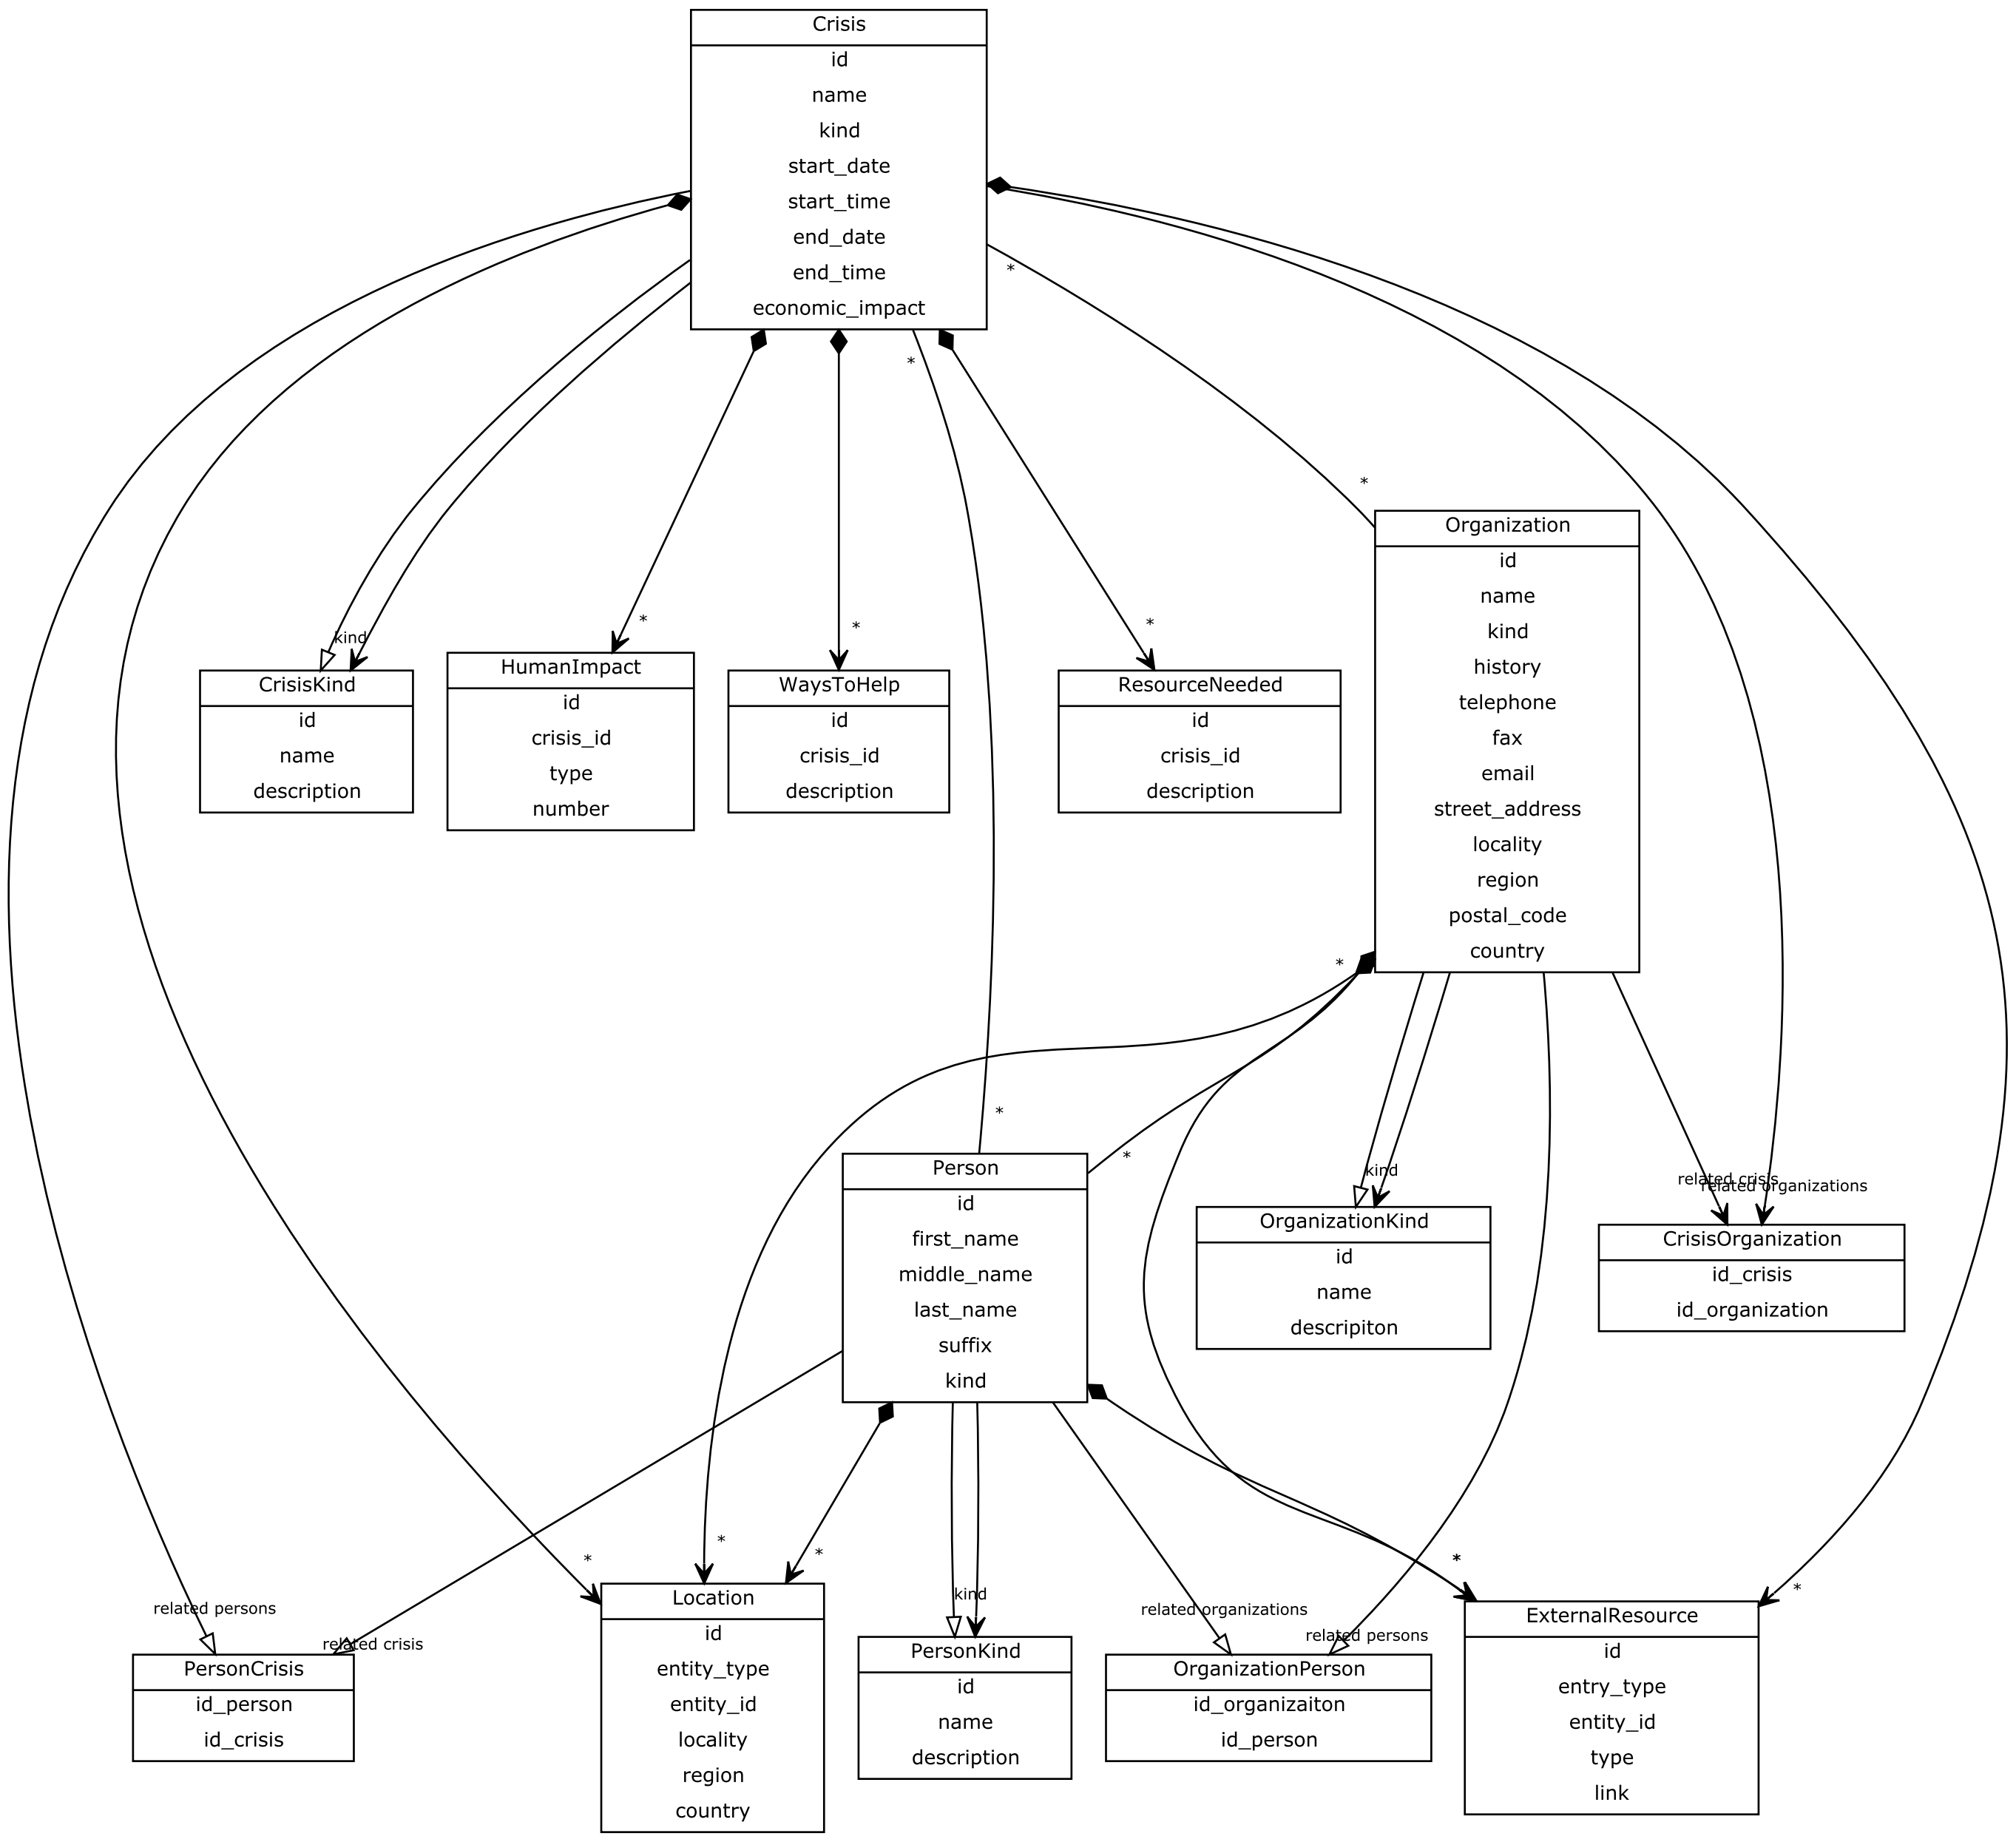 Crisis
id
name
kind
start_date
start_time
end_date
end_time
economic_impact
*
*
*
Organization
id
name
kind
history
telephone
fax
email
street_address
locality
region
postal_code
country
kind
*
*
*
CrisisKind
id
name
description
HumanImpact
id
crisis_id
type
number
WaysToHelp
id
crisis_id
description
ResourceNeeded
id
crisis_id
description
*
*
*
Person
id
first_name
middle_name
last_name
suffix
kind
kind
OrganizationKind
id
name
descripiton
related crisis
related organizations
CrisisOrganization
id_crisis
id_organization
related persons
related crisis
PersonCrisis
id_person
id_crisis
*
*
*
Location
id
entity_type
entity_id
locality
region
country
kind
PersonKind
id
name
description
related organizations
related persons
OrganizationPerson
id_organizaiton
id_person
*
*
ExternalResource
id
entry_type
entity_id
type
link